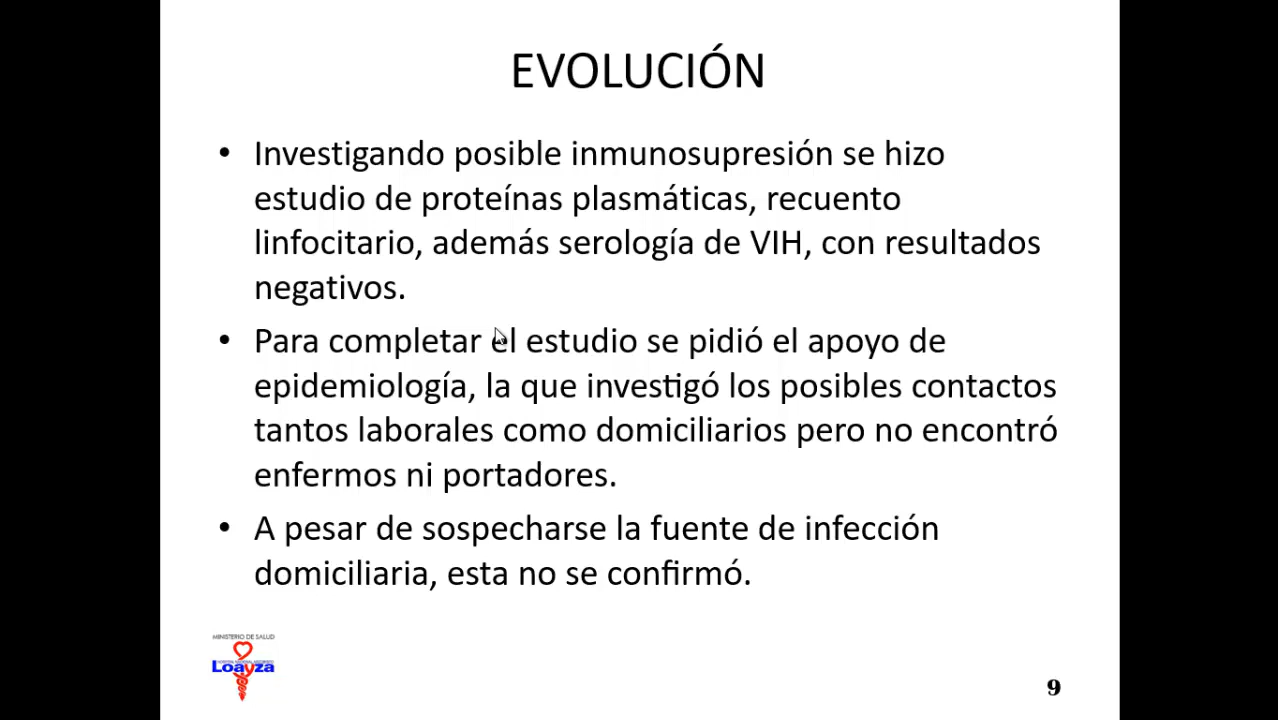 EVOLUCIÓN
• Investigando posible inmunosupresión se hizo
estudio de proteínas plasmáticas, recuento
linfocitario, además serología de VIH, con resultados
negativos.
• Para completar el estudio se pidió el apoyo de
epidemiología, la que investigó los posibles contactos
tantos laborales como domiciliarios pero no encontró
enfermos ni portadores.
• A pesar de sospecharse la fuente de infección
domiciliaria, esta no se confirmó.
MINISTERIO DE SALUD
Loayza
9